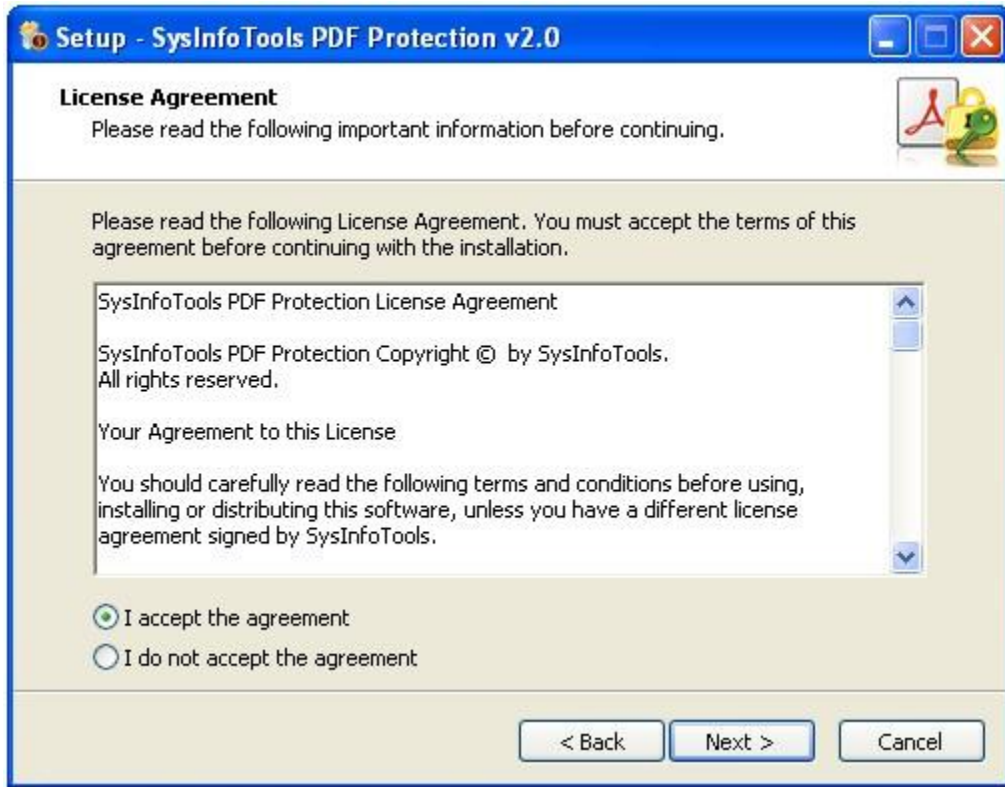 Setup - SysInfoTools PDF Protection v2.0
License Agreement
Please read the following important information before continuing.
Please read the following License Agreement. You must accept the terms of this
agreement before continuing with the installation.
SysInfoTools PDF Protection License Agreement
SysInfoTools PDF Protection Copyright © by SysInfoTools.
All rights reserved.
Your Agreement to this License
You should carefully read the following terms and conditions before using,
installing or distributing this software, unless you have a different license
agreement signed by SysInfoTools.
I accept the agreement
I do not accept the agreement
< Back Next > Cancel